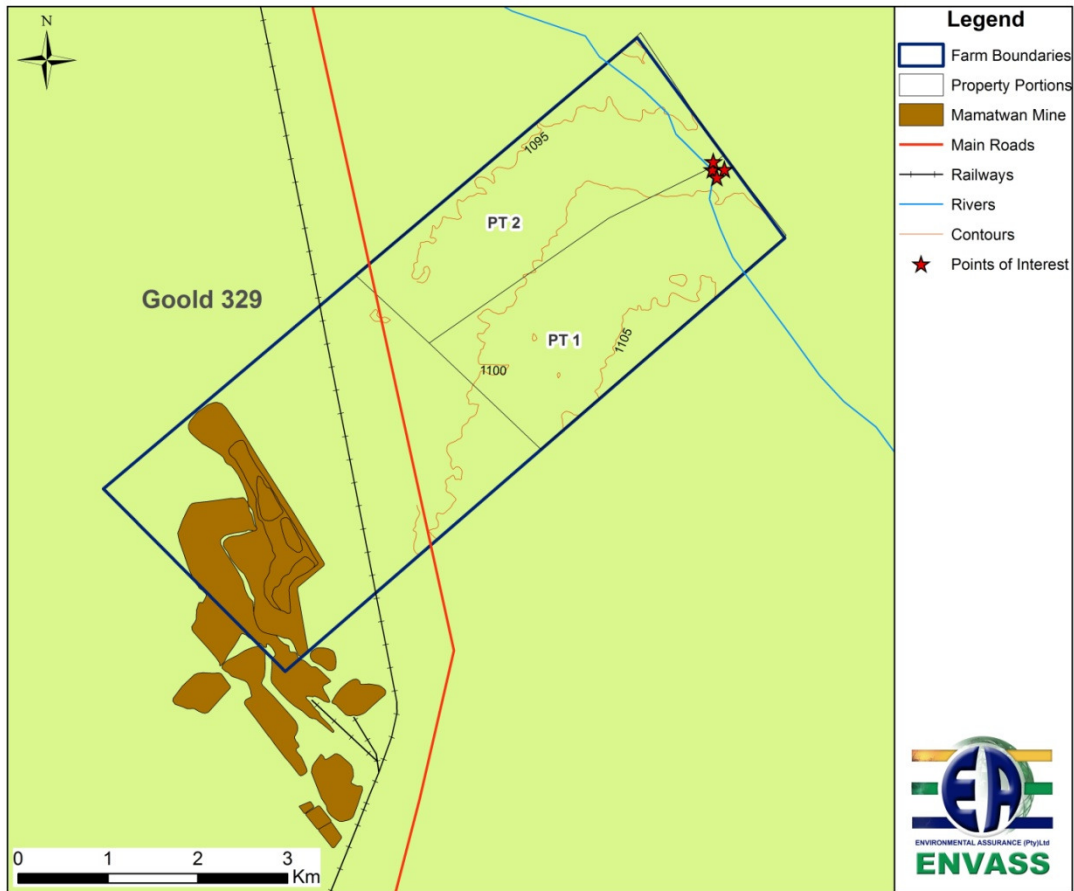 N
1095
PT 2
Goold 329
PT 1
1105
1100
0 1 2 3
Km
Legend
Farm Boundaries
Property Portions
Mamatwan Mine
Main Roads
Railways
Rivers
Contours
Points of Interest
EA
ENVIRONMENTAL ASSURANCE (Pty)Ltd
ENVASS